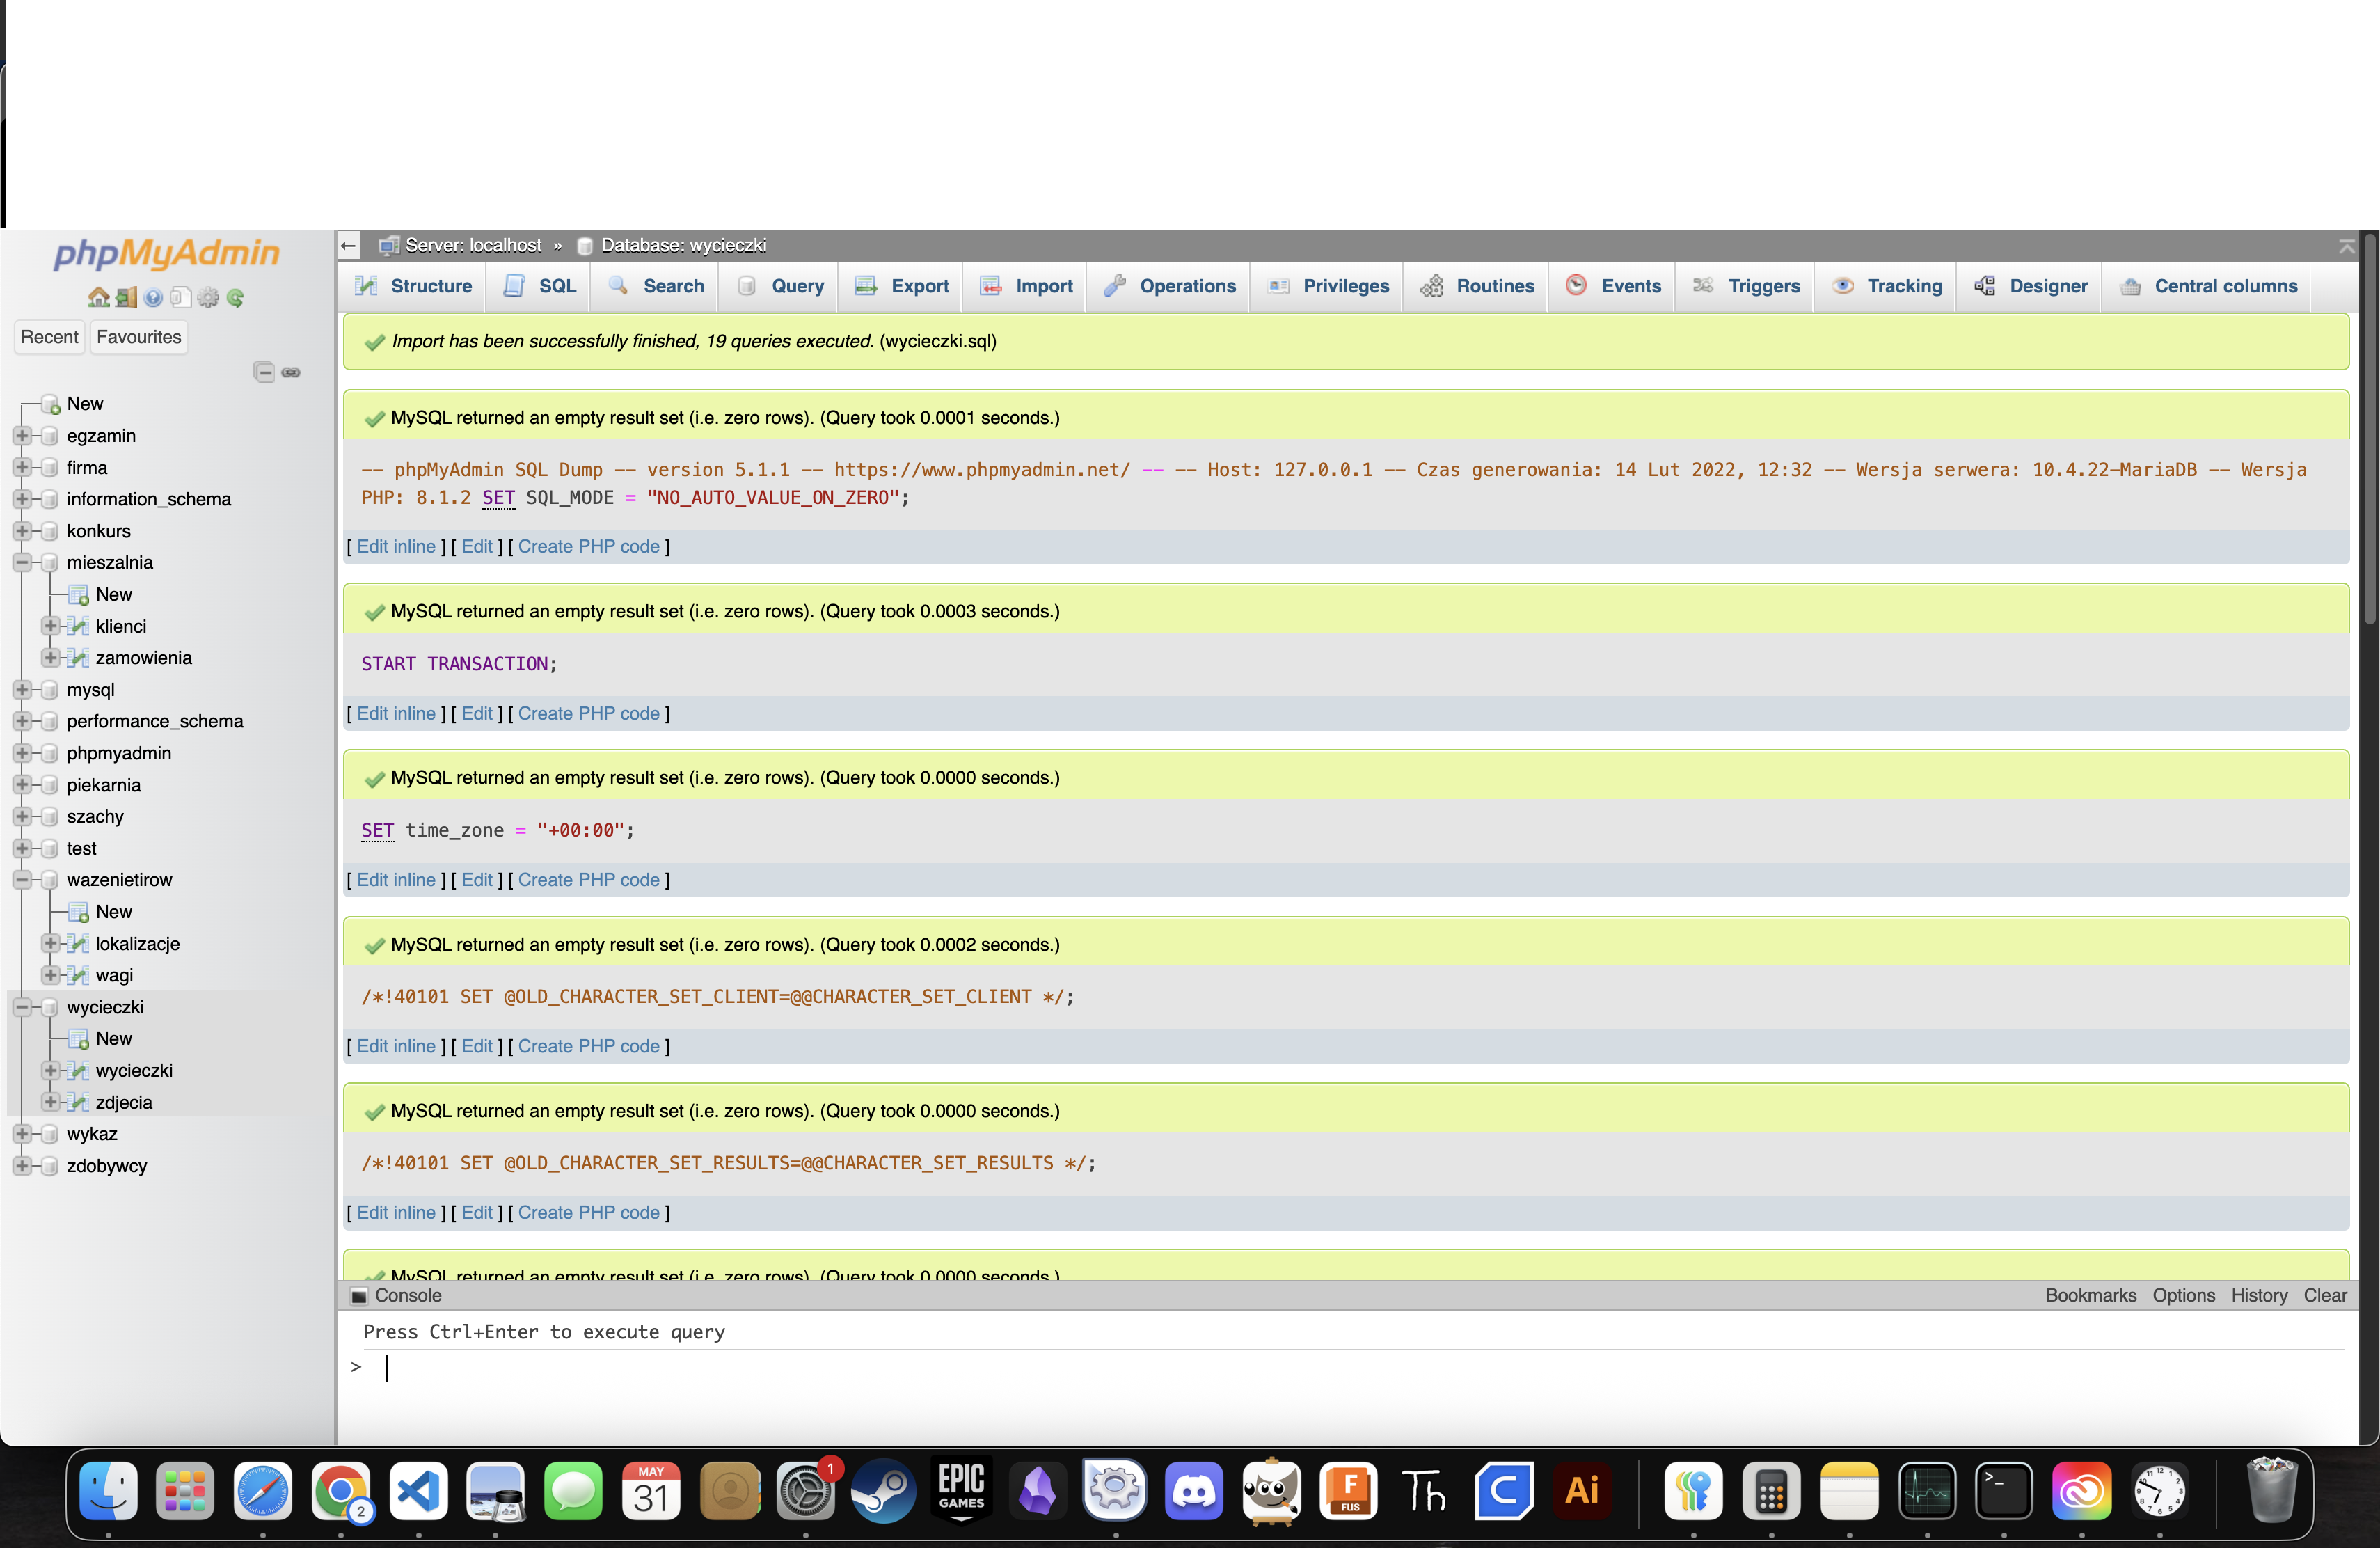 phpMyAdmin
Recent Favourites
New
egzamin
firma
information_schema
konkurs
mieszalnia
New
klienci
zamowienia
mysql
performance_schema
phpmyadmin
piekarnia
szachy
test
wazenietirow
New
lokalizacje
wagi
wycieczki
New
wycieczki
zdjecia
wykaz
zdobywcy
Server: localhost » Database: wycieczki
Structure SQL Search Query Export Import Operations Privileges Routines Events Triggers Tracking Designer Central columns
Import has been successfully finished, 19 queries executed. (wycieczki.sql)
MySQL returned an empty result set (i.e. zero rows). (Query took 0.0001 seconds.)
-- phpMyAdmin SQL Dump -- version 5.1.1 -- https://www.phpmyadmin.net/ -- -- Host: 127.0.0.1 -- Czas generowania: 14 Lut 2022, 12:32 -- Wersja serwera: 10.4.22-MariaDB -- Wersja
PHP: 8.1.2 SET SQL_MODE = "NO_AUTO_VALUE_ON_ZERO";
[ Edit inline ] [ Edit ] [ Create PHP code ]
MySQL returned an empty result set (i.e. zero rows). (Query took 0.0003 seconds.)
START TRANSACTION;
[ Edit inline ] [ Edit ] [ Create PHP code ]
MySQL returned an empty result set (i.e. zero rows). (Query took 0.0000 seconds.)
SET time_zone = "+00:00";
[ Edit inline ] [ Edit ] [ Create PHP code ]
MySQL returned an empty result set (i.e. zero rows). (Query took 0.0002 seconds.)
/*!40101 SET @OLD_CHARACTER_SET_CLIENT=@@CHARACTER_SET_CLIENT */;
[ Edit inline ] [ Edit ] [ Create PHP code ]
MySQL returned an empty result set (i.e. zero rows). (Query took 0.0000 seconds.)
/*!40101 SET @OLD_CHARACTER_SET_RESULTS=@@CHARACTER_SET_RESULTS */;
[ Edit inline ] [ Edit ] [ Create PHP code ]
MySQL returned an empty result set (i.e. zero rows). (Query took 0.0000 seconds.)
Console Bookmarks Options History Clear
Press Ctrl+Enter to execute query
>
2 MAY 31 1 EPIC GAMES F FUS Th C Ai >_